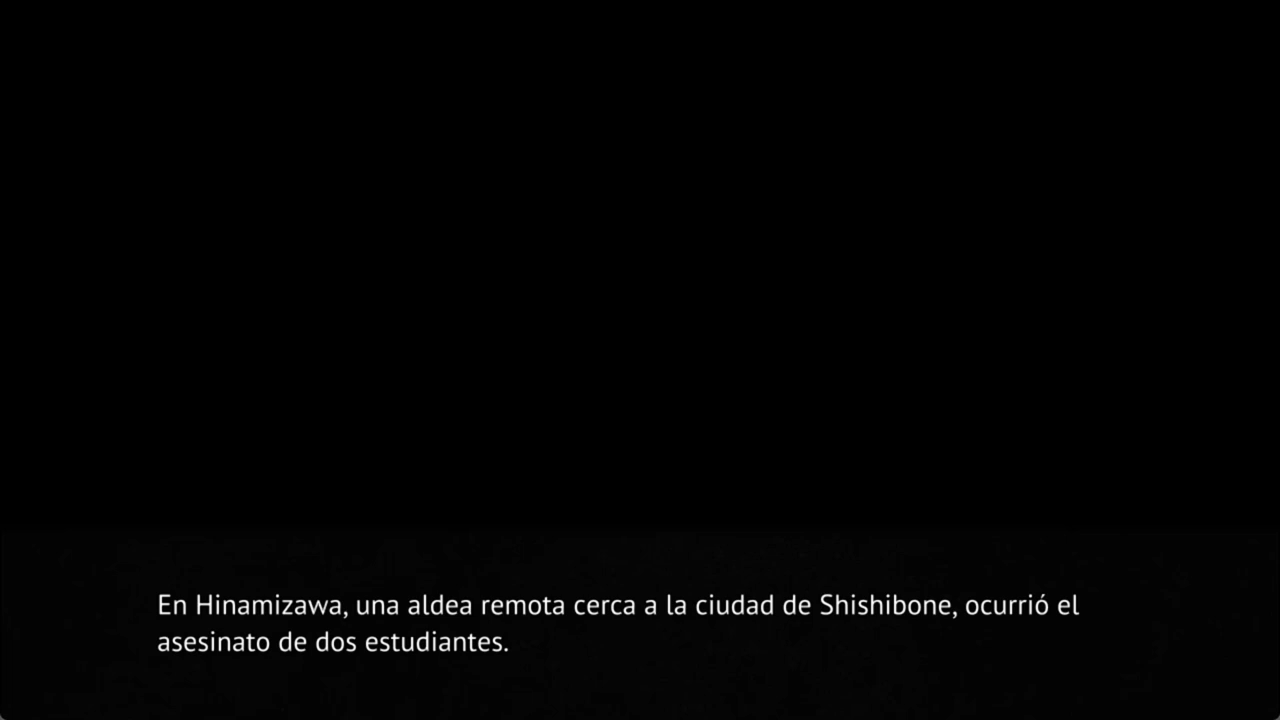 En Hinamizawa, una aldea remota cerca a la ciudad de Shishibone, ocurrió el
asesinato de dos estudiantes.